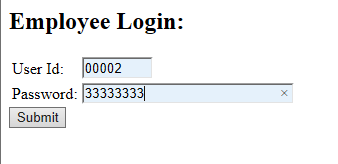 Employee Login:
User Id: 00002
Password: 33333333 ×
Submit